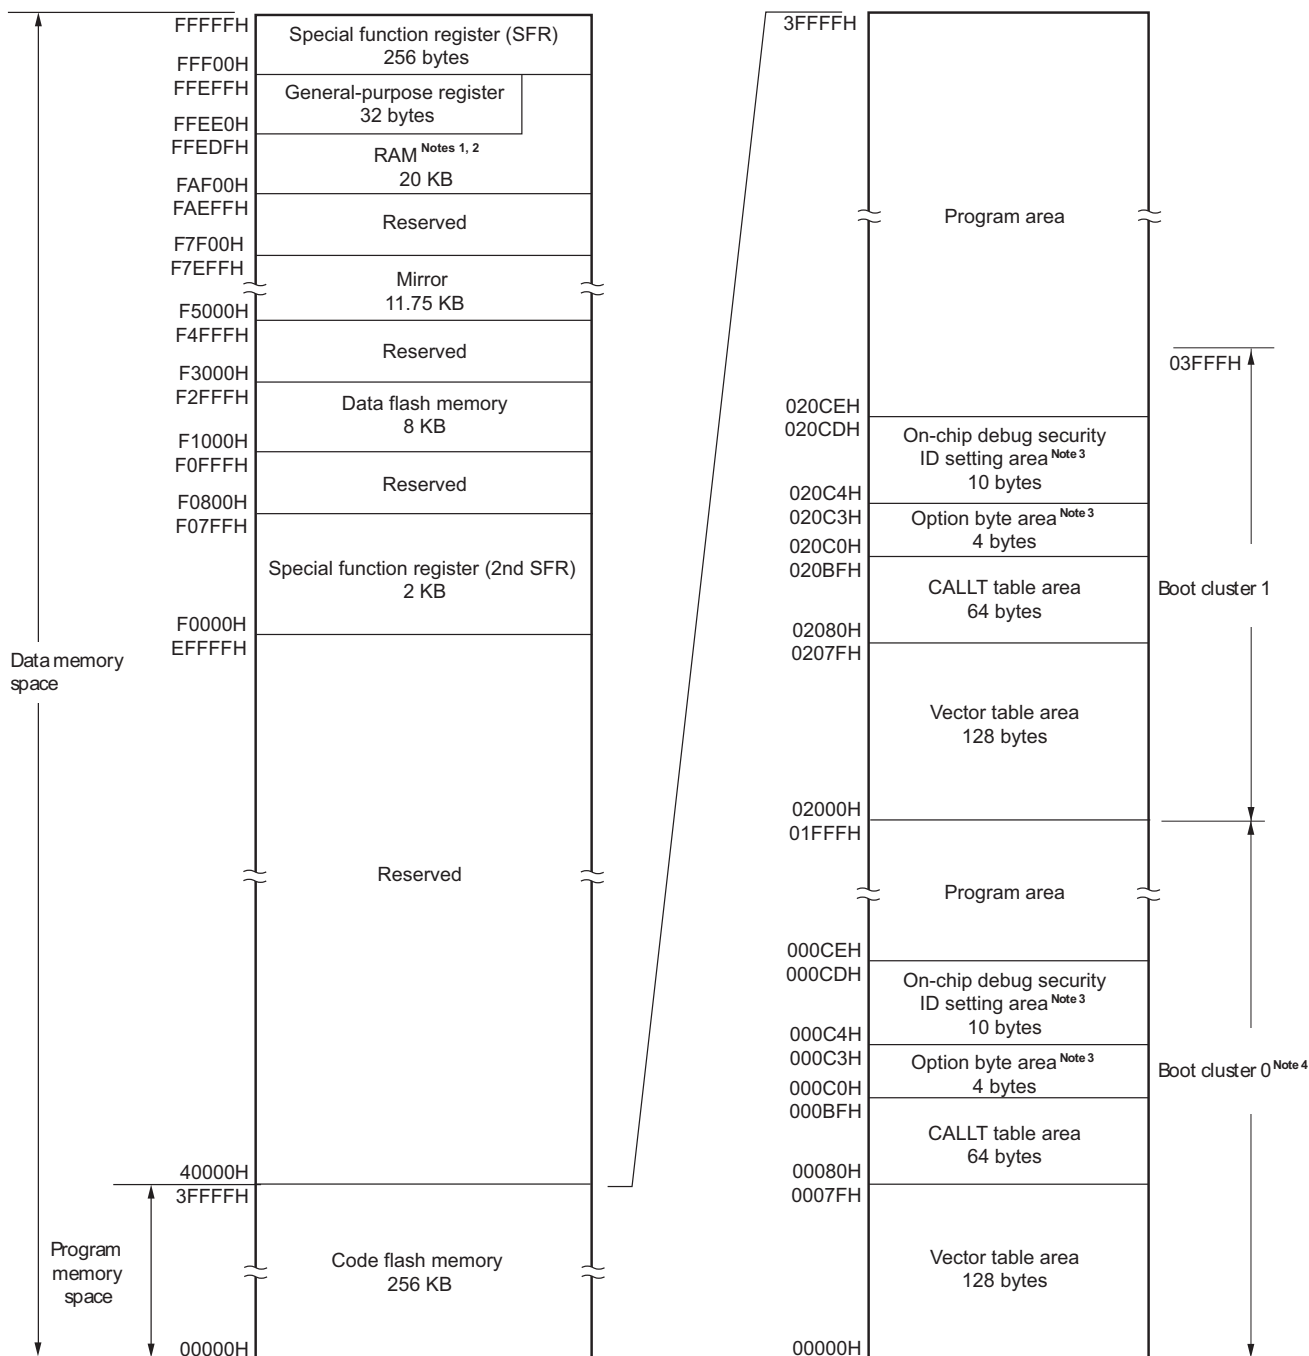 FFFFFH
Special function register (SFR)
256 bytes
FFF00H
FFEFFH
General-purpose register
32 bytes
FFEE0H
FFEDFH
RAM Notes 1, 2
20 KB
FAF00H
FAEFFH
Reserved
F7F00H
F7EFFH
Mirror
11.75 KB
F5000H
F4FFFH
Reserved
F3000H
F2FFFH
Data flash memory
8 KB
F1000H
F0FFFH
Reserved
F0800H
F07FFH
Special function register (2nd SFR)
2 KB
F0000H
EFFFFH
Data memory
space
Reserved
40000H
3FFFFH
Program
memory
space
Code flash memory
256 KB
00000H
3FFFFH
Program area
03FFFH
020CEH
020CDH
On-chip debug security
ID setting area Note 3
10 bytes
020C4H
020C3H
Option byte area Note 3
4 bytes
020C0H
020BFH
CALLT table area
64 bytes
Boot cluster 1
02080H
0207FH
Vector table area
128 bytes
02000H
01FFFH
Program area
000CEH
000CDH
On-chip debug security
ID setting area Note 3
10 bytes
000C4H
000C3H
Option byte area Note 3
4 bytes
Boot cluster 0 Note 4
000C0H
000BFH
CALLT table area
64 bytes
00080H
0007FH
Vector table area
128 bytes
00000H